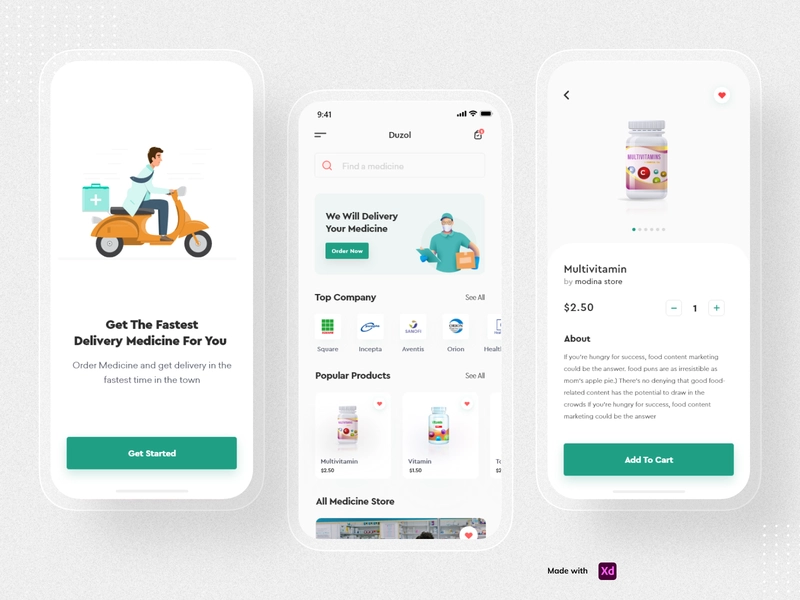 Get The Fastest
Delivery Medicine For You
Order Medicine and get delivery in the
fastest time in the town
Get Started
9:41
Duzol
Find a medicine
We Will Delivery
Your Medicine
Order Now
Top Company
See All
SANOFI
ORION
Square
Incepta
Aventis
Orion
Healt
Popular Products
See All
Multivitamin
$2.50
Vitamin
$1.50
All Medicine Store
MULTIVITAMINS
C
Multivitamin
by modina store
$2.50
1
About
If you're hungry for success, food content marketing
could be the answer. food puns are as irresistible as
mom's apple pie.) There's no denying that good food-
related content has the potential to draw in the
crowds If you're hungry for success, food content
marketing could be the answer
Add To Cart
Made with
Xd